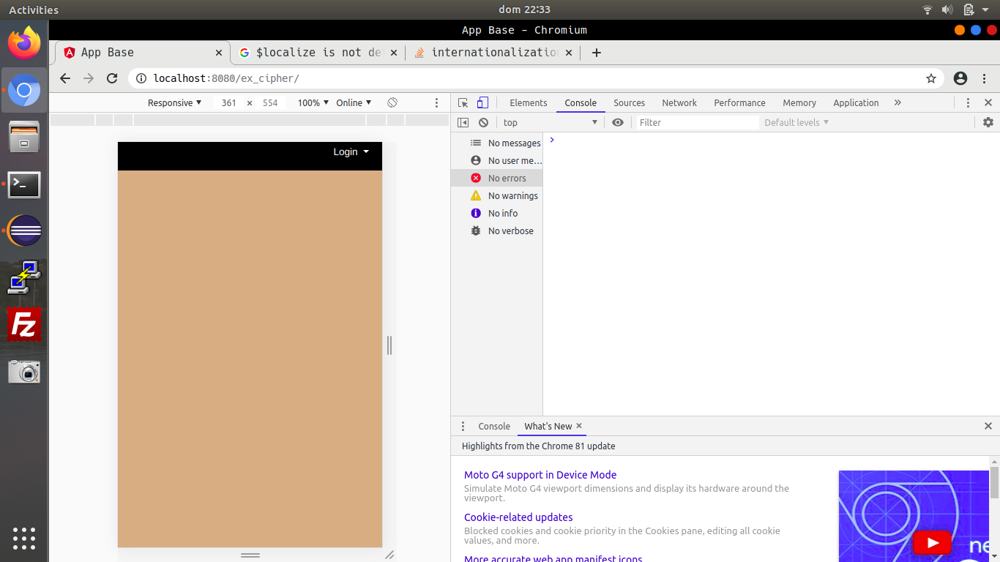 Activities
dom 22:33
App Base - Chromium
App Base
$localize is not de
internationalizatio
localhost:8080/ex_cipher/
Responsive
361 × 554
100%
Online
Elements
Console
Sources
Network
Performance
Memory
Application
top
Filter
Default levels
Login
No messages
No user me...
No errors
No warnings
No info
No verbose
Console
What's New
Highlights from the Chrome 81 update
Moto G4 support in Device Mode
Simulate Moto G4 viewport dimensions and display its hardware around the
viewport.
Cookie-related updates
Blocked cookies and cookie priority in the Cookies pane, editing all cookie
values, and more.
More accurate web app manifest icons
ne